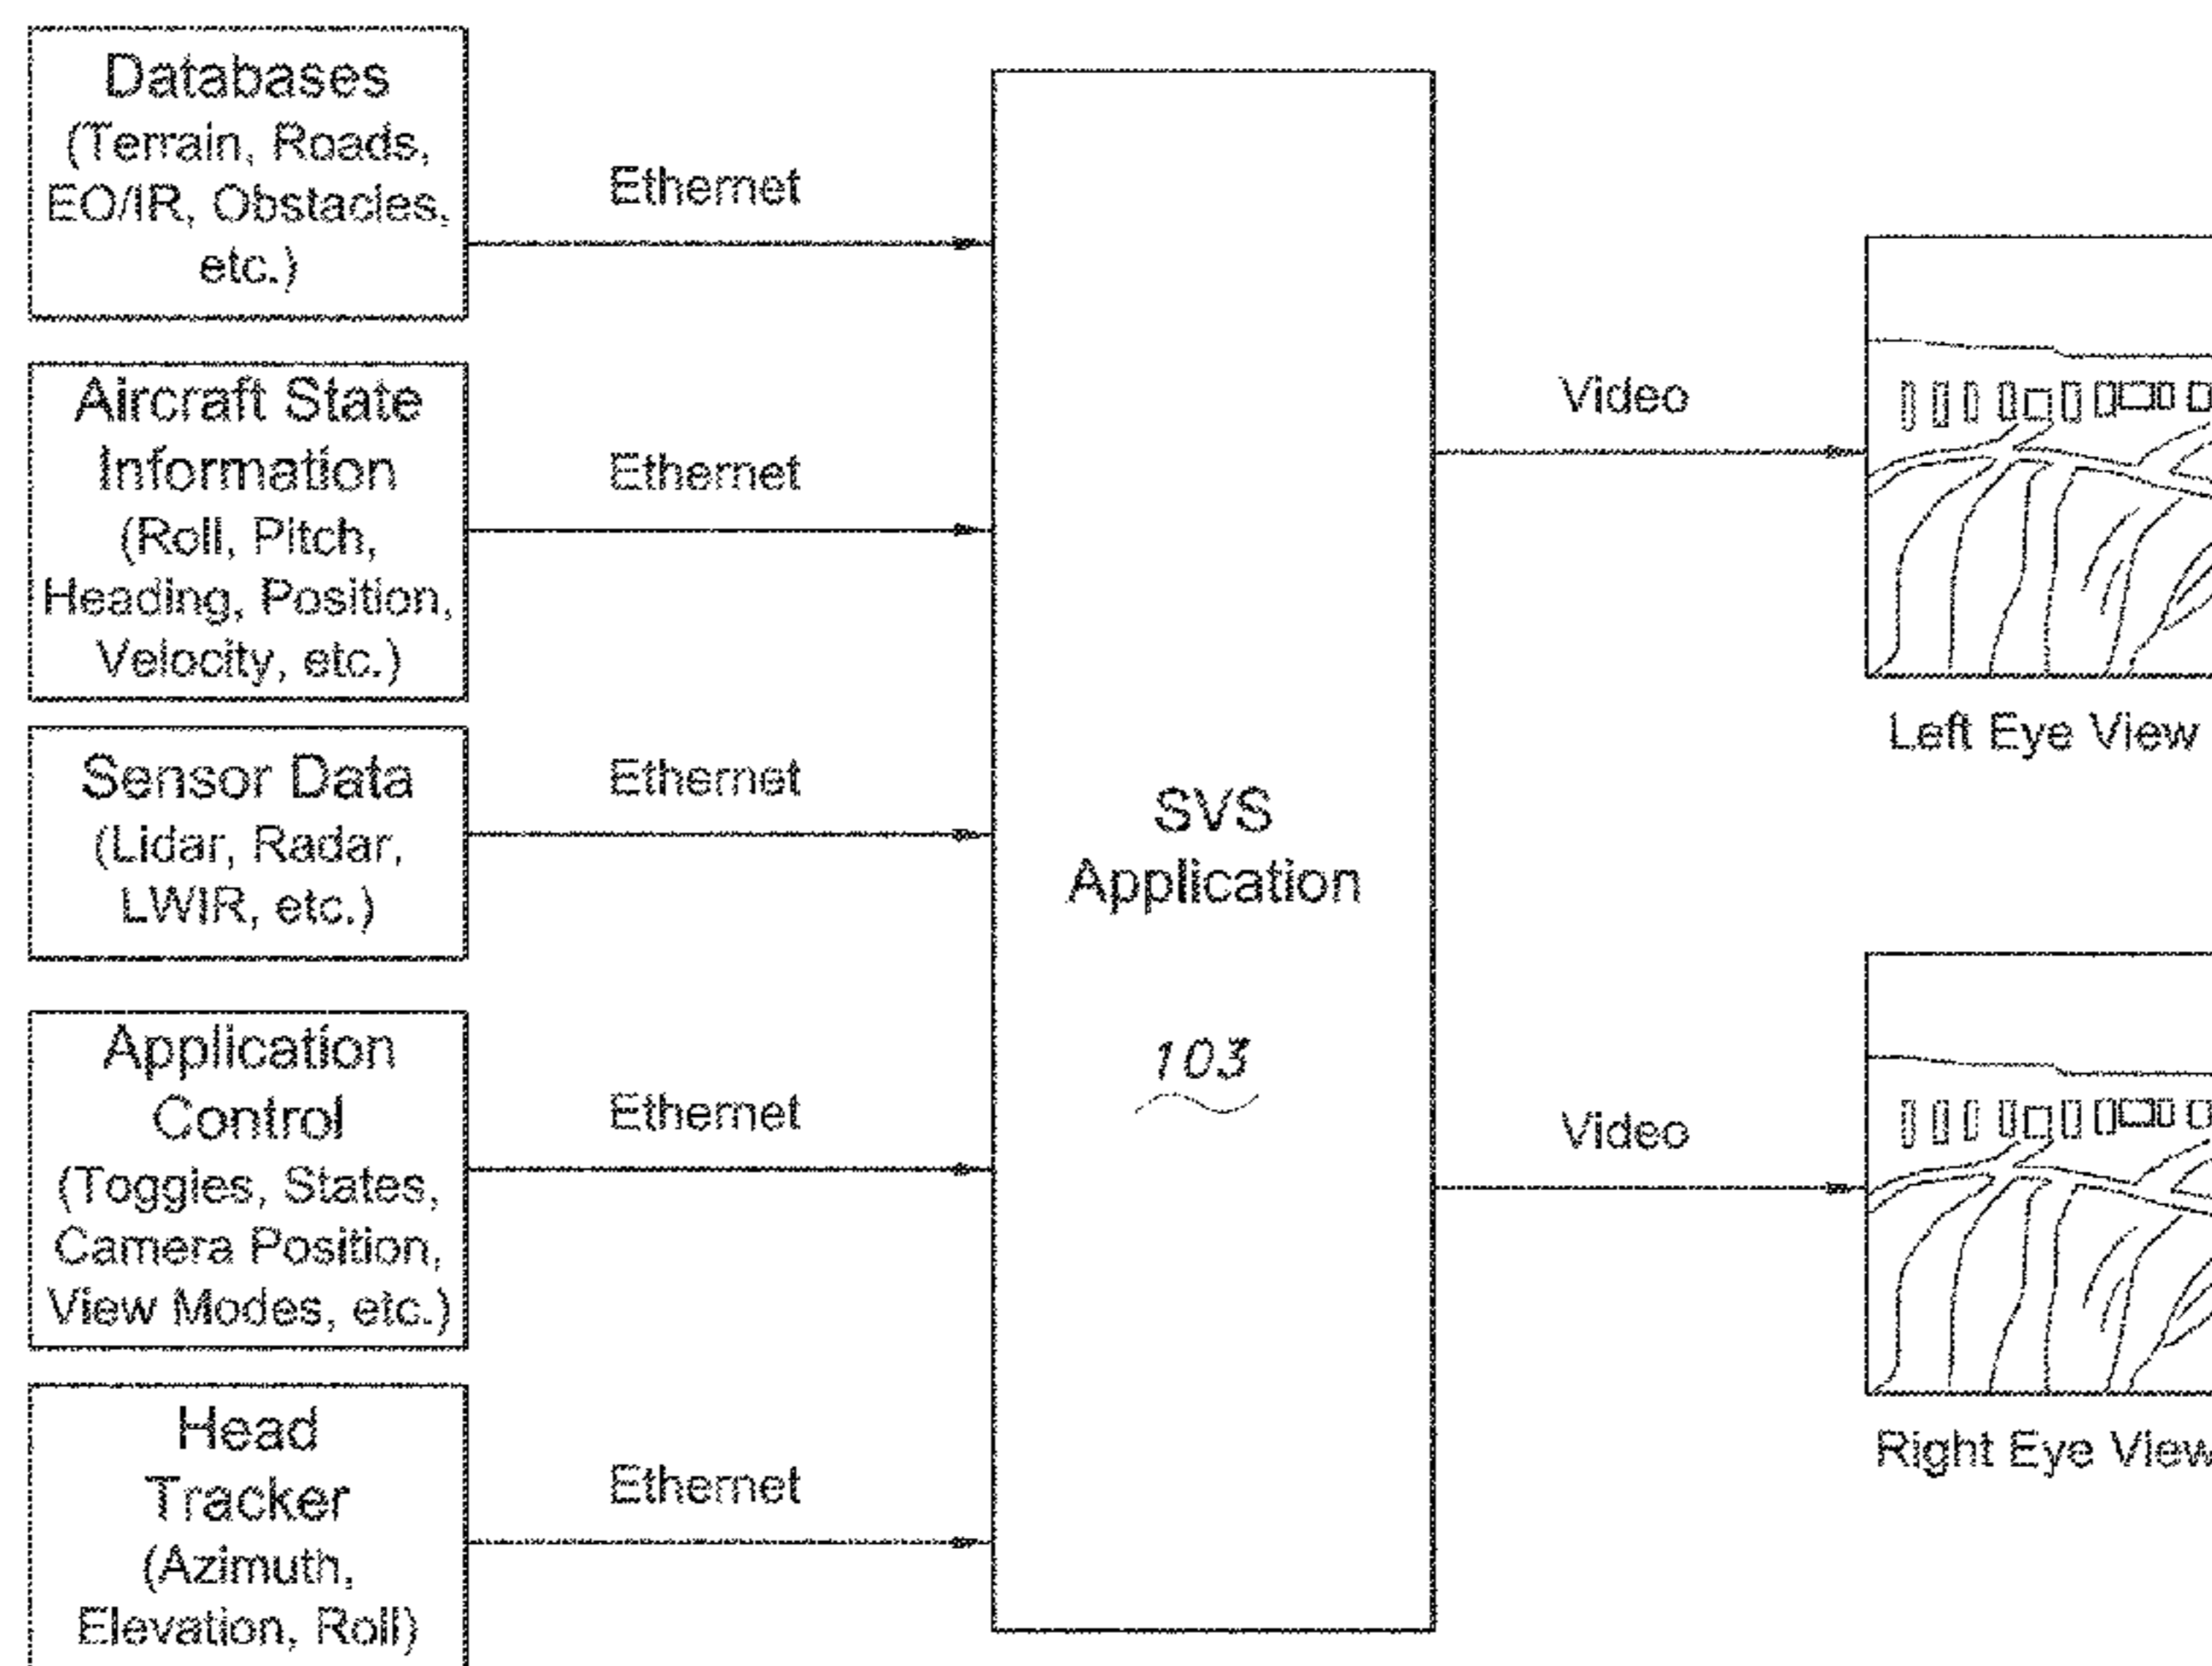 Databases
(Terrain, Roads,
EO/IR, Obstacles,
etc.)
Ethernet
Aircraft State
Information
(Roll, Pitch,
Heading, Position,
Velocity, etc.)
Ethernet
Sensor Data
(Lidar, Radar,
LWIR, etc.)
Ethernet
Application
Control
(Toggles, States,
Camera Position,
View Modes, etc.)
Ethernet
Head
Tracker
(Azimuth,
Elevation, Roll)
Ethernet
SVS
Application
103
Video
Left Eye View
Video
Right Eye View